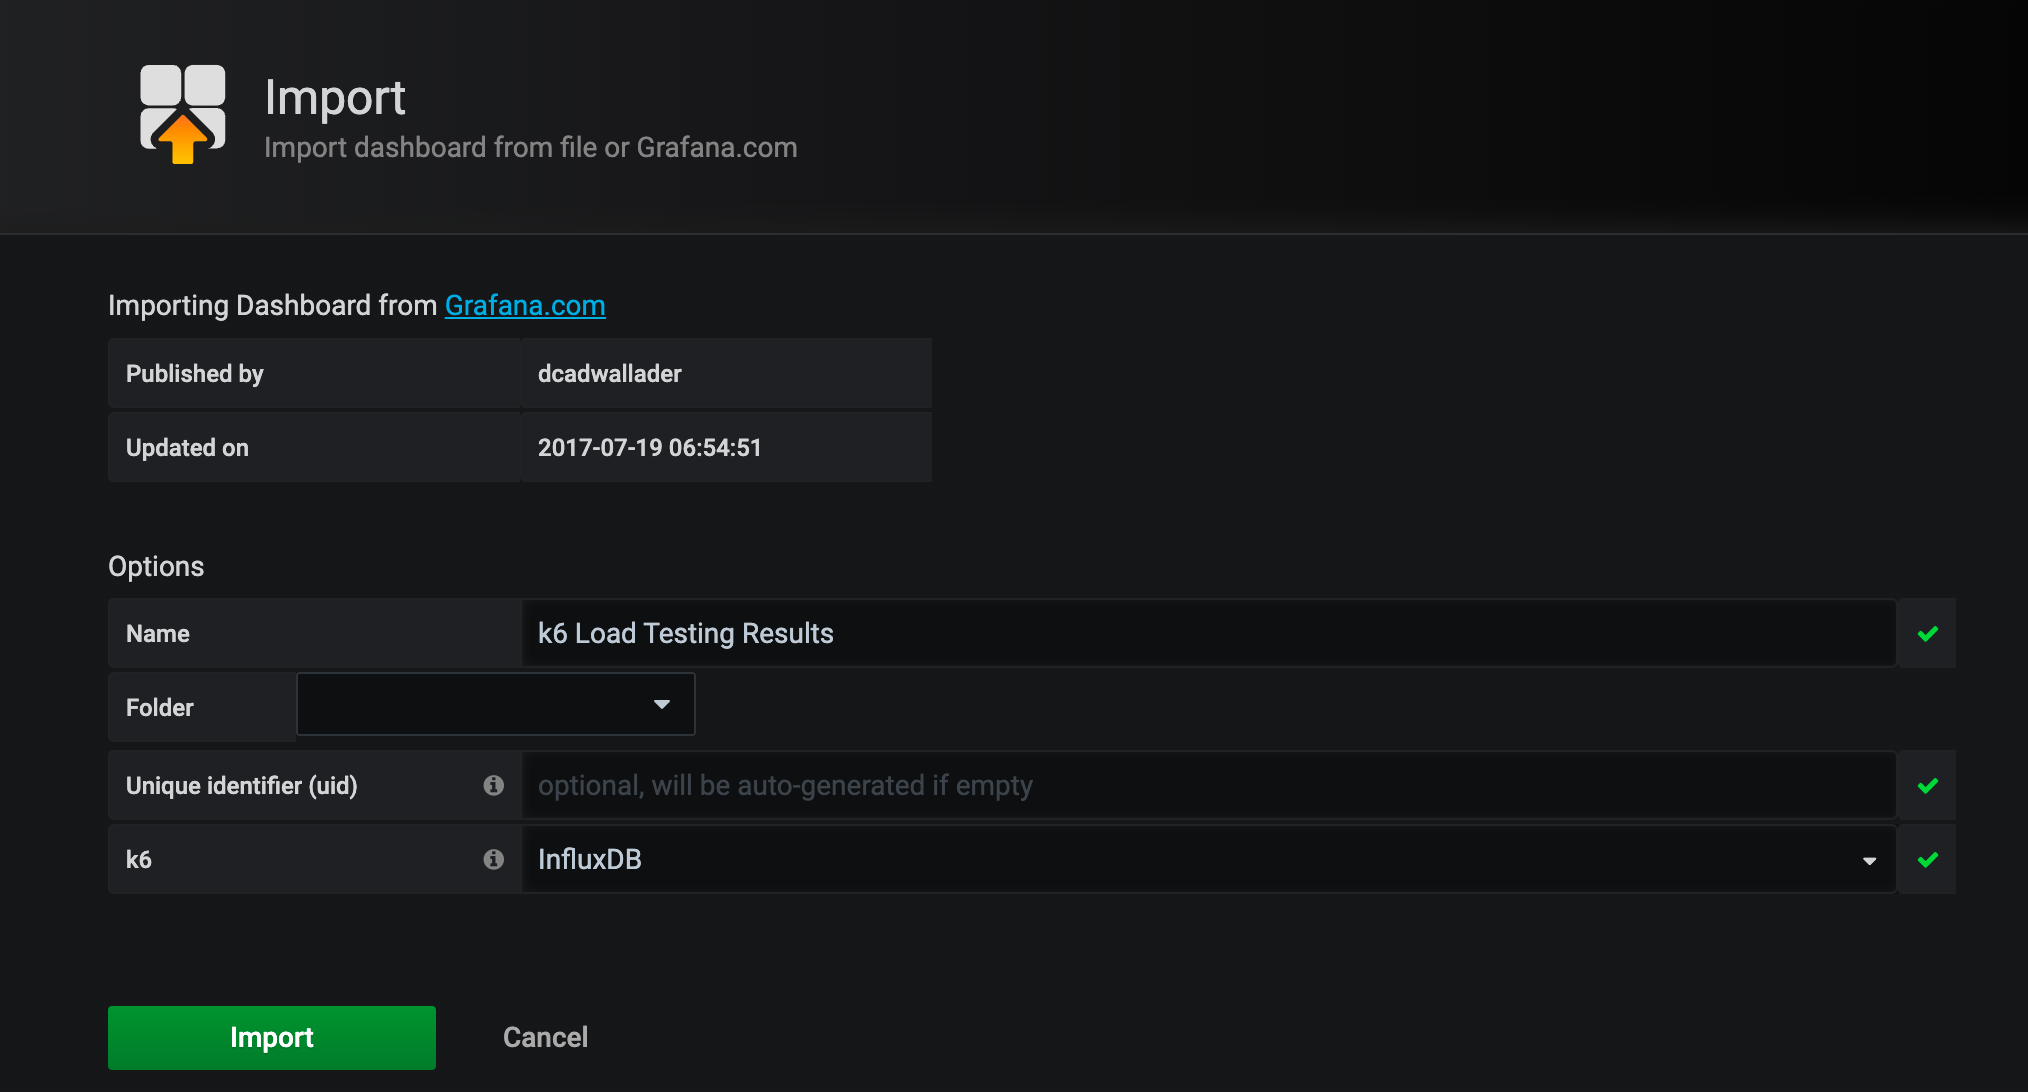 Import
Import dashboard from file or Grafana.com
Importing Dashboard from Grafana.com
Published by dcadwallader
Updated on 2017-07-19 06:54:51
Options
Name k6 Load Testing Results
Folder
Unique identifier (uid) optional, will be auto-generated if empty
k6 InfluxDB
Import Cancel